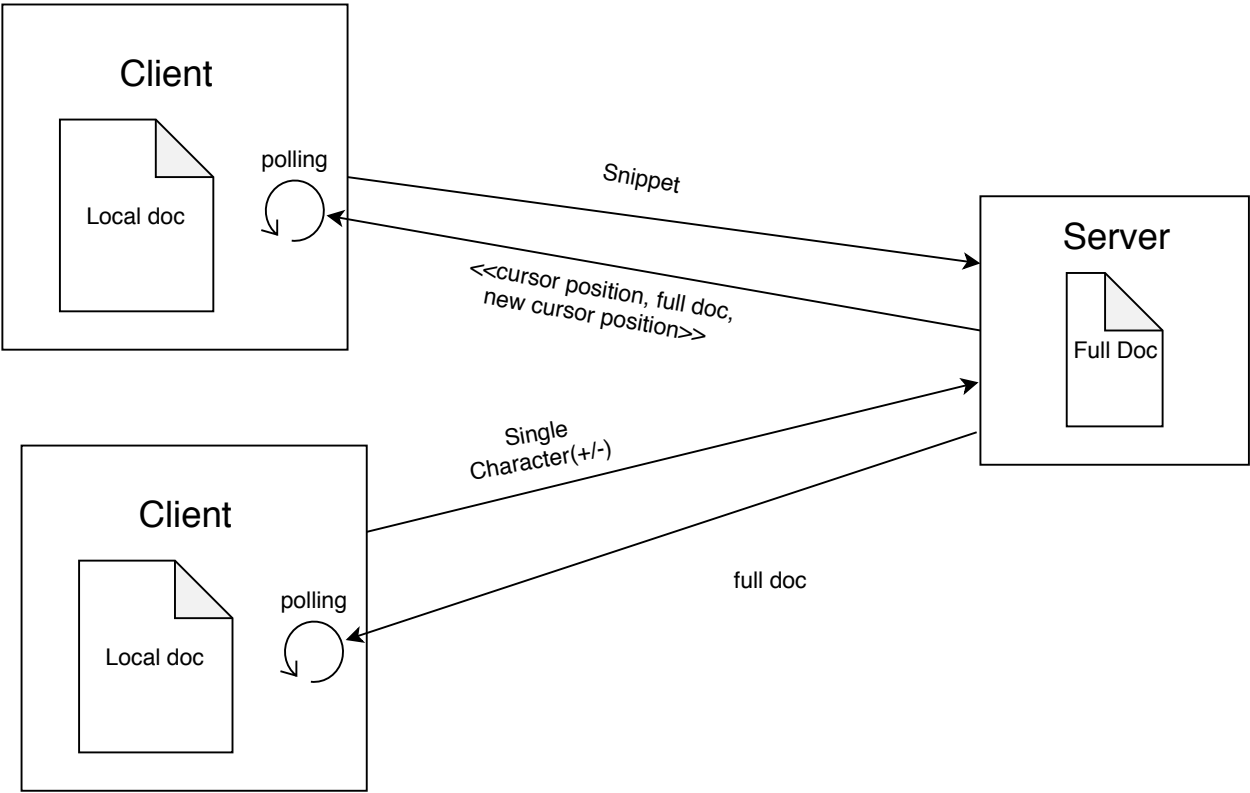 Client
polling
Local doc
Snippet
<<cursor position, full doc,
new cursor position>>
Server
Full Doc
Single
Character(+/-)
Client
polling
Local doc
full doc